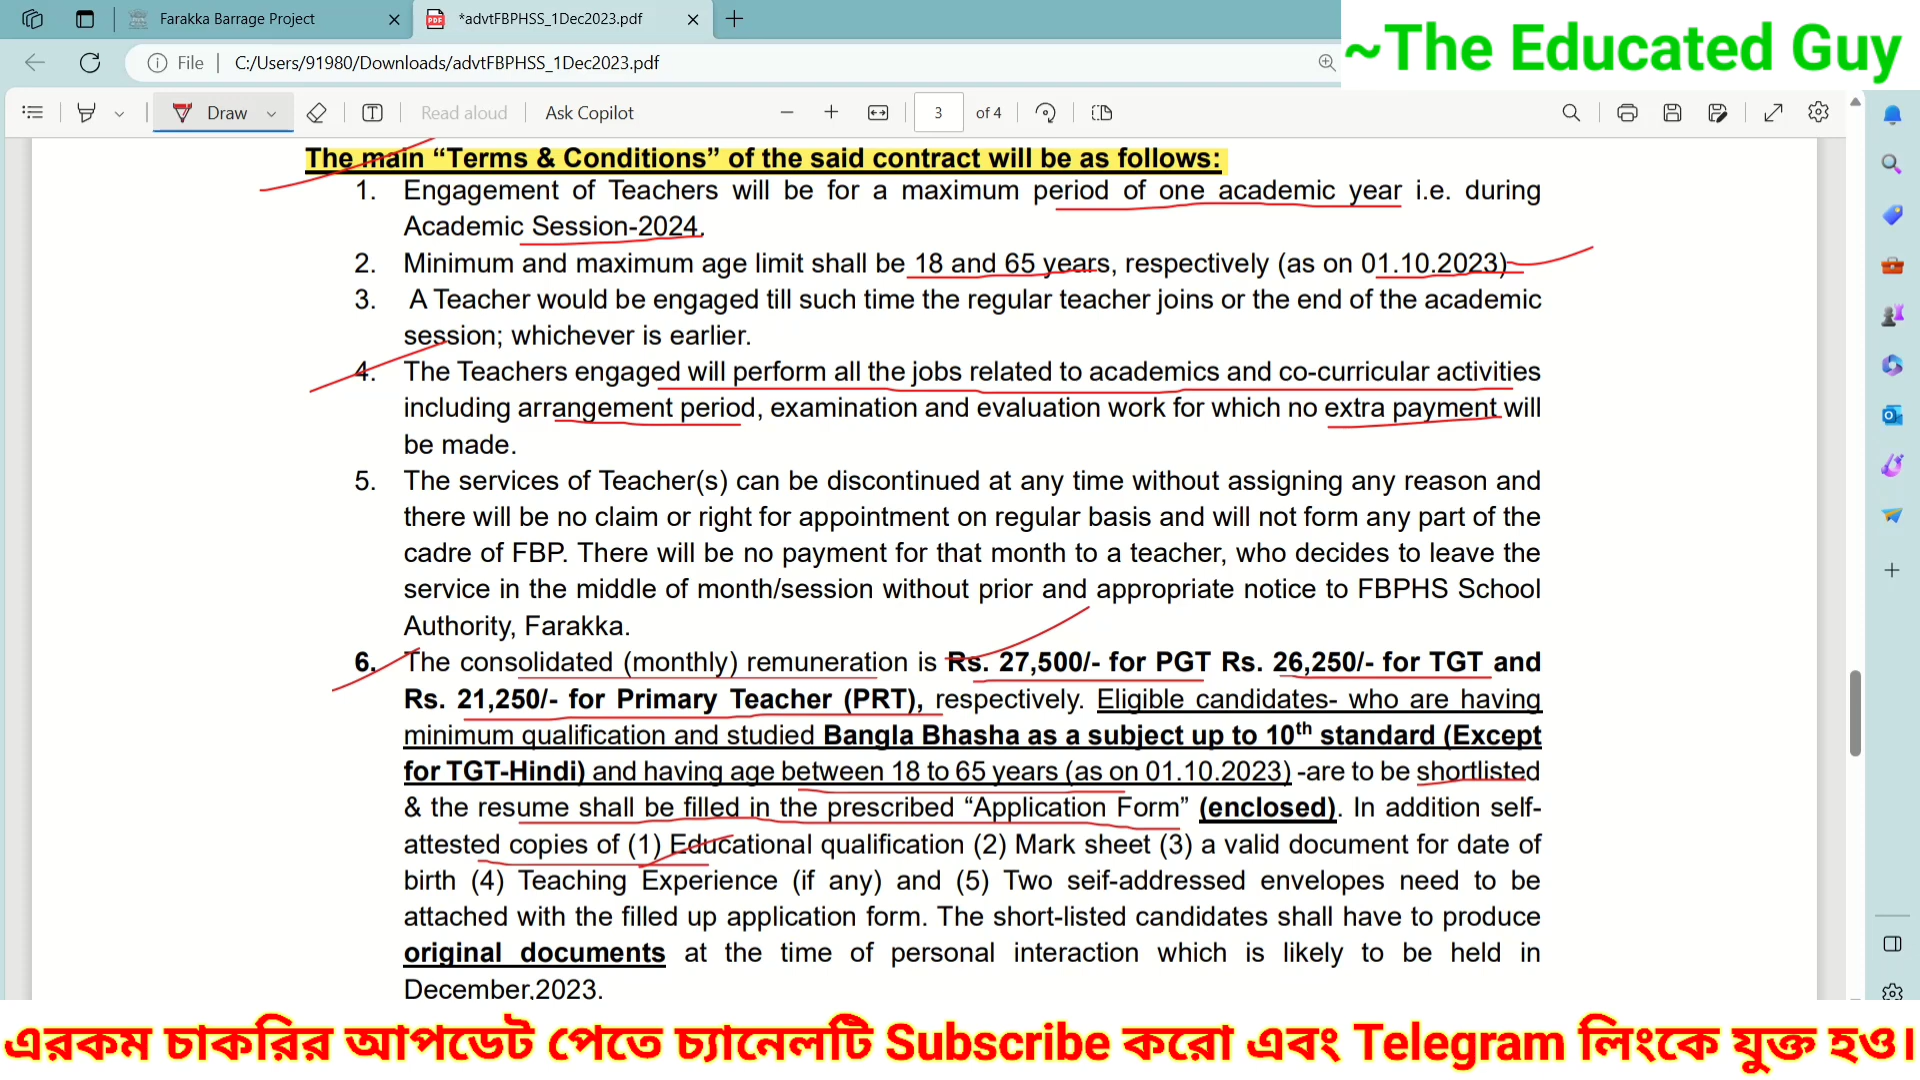 Farakka Barrage Project
*advtFBPHSS_1Dec2023.pdf
~The Educated Guy
File
C:/Users/91980/Downloads/advtFBPHSS_1Dec2023.pdf
Draw
Read aloud
Ask Copilot
3 of 4
The main “Terms & Conditions” of the said contract will be as follows:
1. Engagement of Teachers will be for a maximum period of one academic year i.e. during
Academic Session-2024.
2. Minimum and maximum age limit shall be 18 and 65 years, respectively (as on 01.10.2023)
3. A Teacher would be engaged till such time the regular teacher joins or the end of the academic
session; whichever is earlier.
4. The Teachers engaged will perform all the jobs related to academics and co-curricular activities
including arrangement period, examination and evaluation work for which no extra payment will
be made.
5. The services of Teacher(s) can be discontinued at any time without assigning any reason and
there will be no claim or right for appointment on regular basis and will not form any part of the
cadre of FBP. There will be no payment for that month to a teacher, who decides to leave the
service in the middle of month/session without prior and appropriate notice to FBPHS School
Authority, Farakka.
6. The consolidated (monthly) remuneration is Rs. 27,500/- for PGT Rs. 26,250/- for TGT and
Rs. 21,250/- for Primary Teacher (PRT), respectively. Eligible candidates- who are having
minimum qualification and studied Bangla Bhasha as a subject up to 10th standard (Except
for TGT-Hindi) and having age between 18 to 65 years (as on 01.10.2023) -are to be shortlisted
& the resume shall be filled in the prescribed “Application Form” (enclosed). In addition self-
attested copies of (1) Educational qualification (2) Mark sheet (3) a valid document for date of
birth (4) Teaching Experience (if any) and (5) Two seif-addressed envelopes need to be
attached with the filled up application form. The short-listed candidates shall have to produce
original documents at the time of personal interaction which is likely to be held in
December,2023.
এরকম চাকরির আপডেট পেতে চ্যানেলটি Subscribe করো এবং Telegram লিংকে যুক্ত হও।